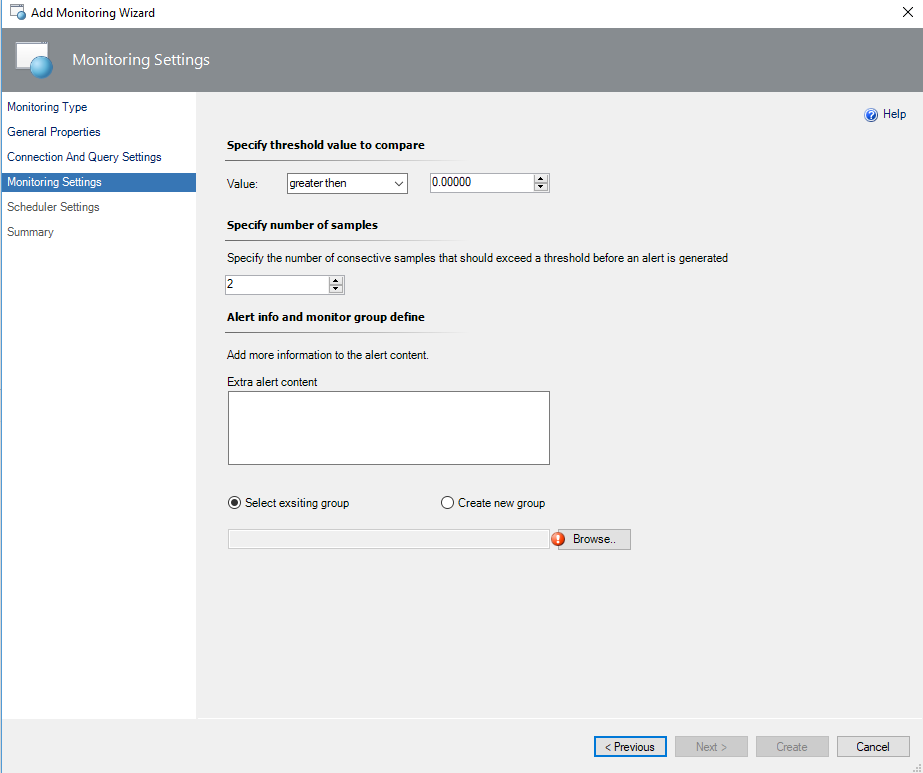 Add Monitoring Wizard
Monitoring Settings
Monitoring Type
General Properties
Connection And Query Settings
Monitoring Settings
Scheduler Settings
Summary
Help
Specify threshold value to compare
Value: greater then 0.00000
Specify number of samples
Specify the number of consective samples that should exceed a threshold before an alert is generated
2
Alert info and monitor group define
Add more information to the alert content.
Extra alert content
Select exsiting group Create new group
Browse..
< Previous Next > Create Cancel